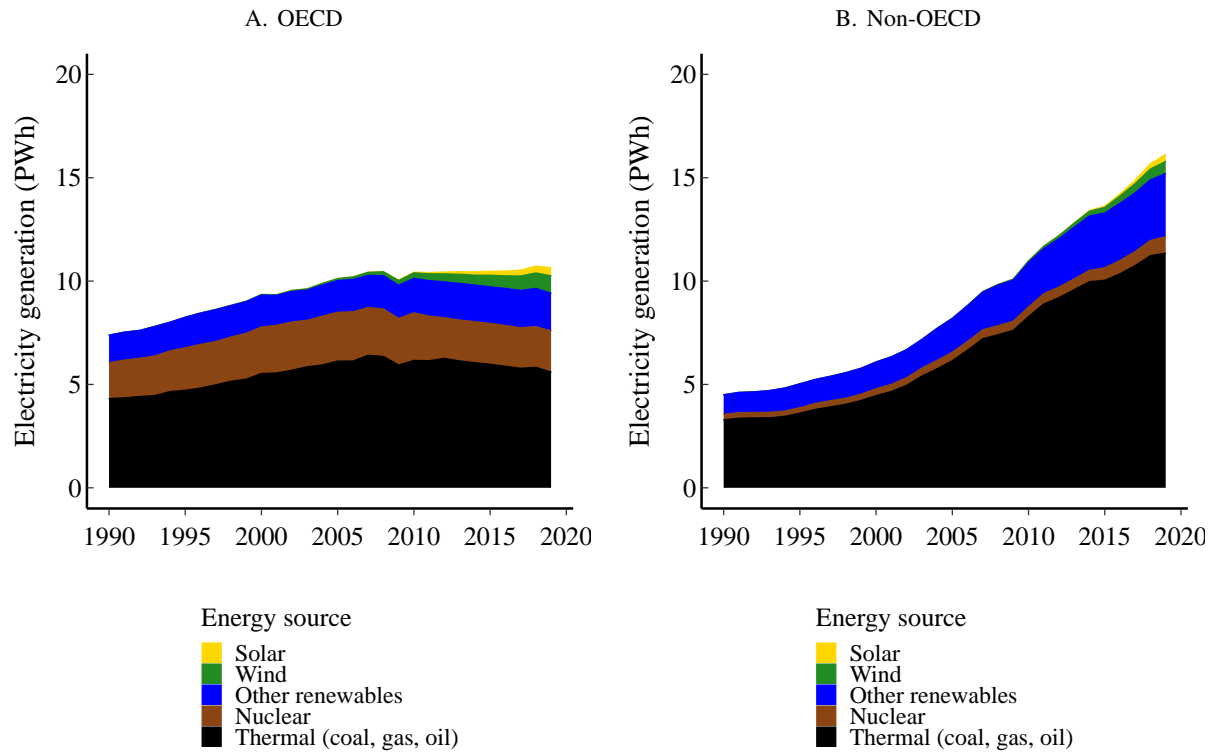 A. OECD
20
15
10
5
0
Electricity generation (PWh)
1990 1995 2000 2005 2010 2015 2020
Energy source
Solar
Wind
Other renewables
Nuclear
Thermal (coal, gas, oil)
B. Non-OECD
20
15
10
5
0
Electricity generation (PWh)
1990 1995 2000 2005 2010 2015 2020
Energy source
Solar
Wind
Other renewables
Nuclear
Thermal (coal, gas, oil)